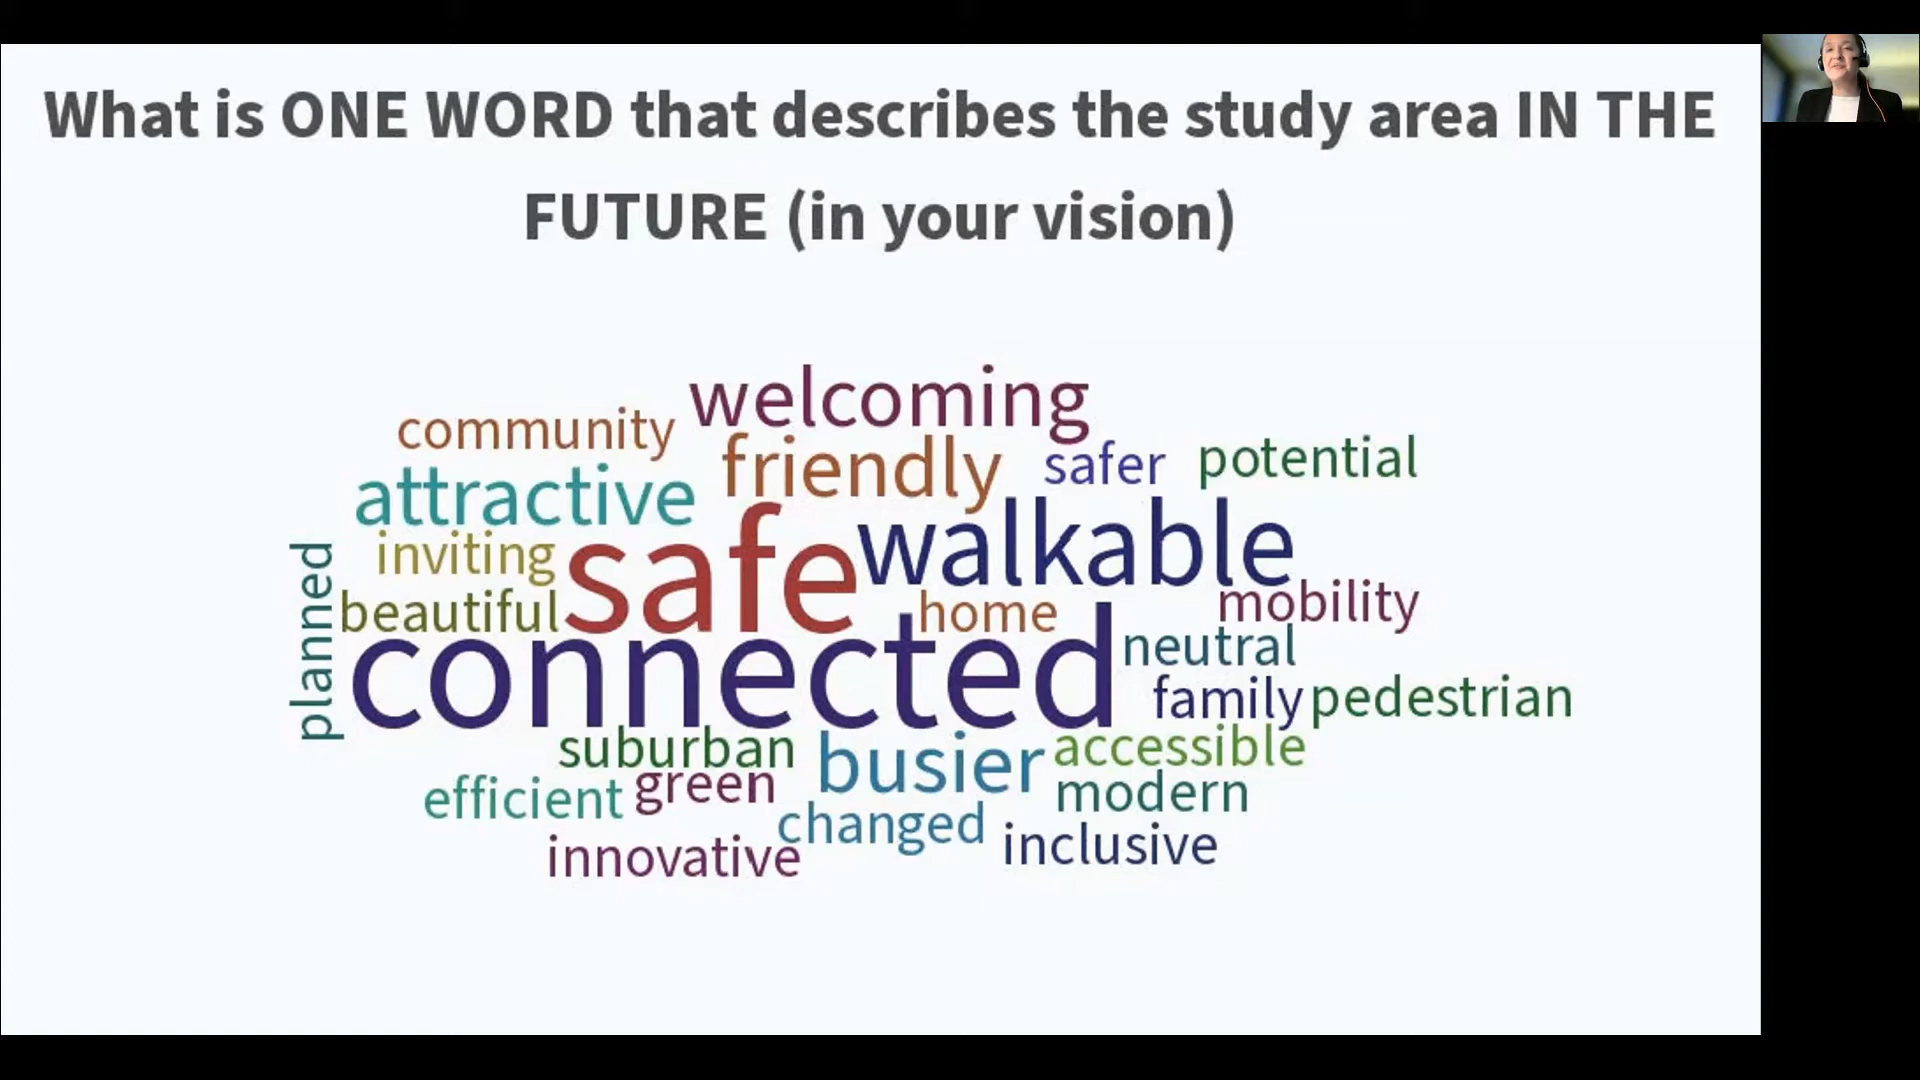 What is ONE WORD that describes the study area IN THE
FUTURE (in your vision)
welcoming
community
friendly
safer
potential
attractive
walkable
safe
inviting
planned
beautiful
home
mobility
connected
neutral
family
pedestrian
suburban
busier
accessible
efficient
green
modern
changed
inclusive
innovative